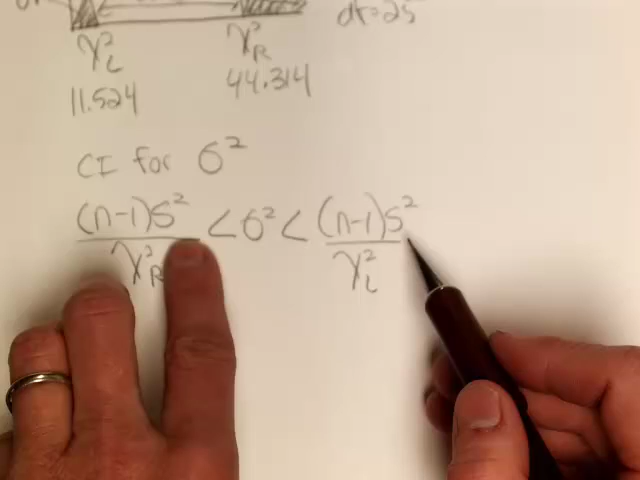 df=25
χ²L χ²R
11.524 44.314
CI for σ²
(n-1)S²/χ²R < σ² < (n-1)S²/χ²L